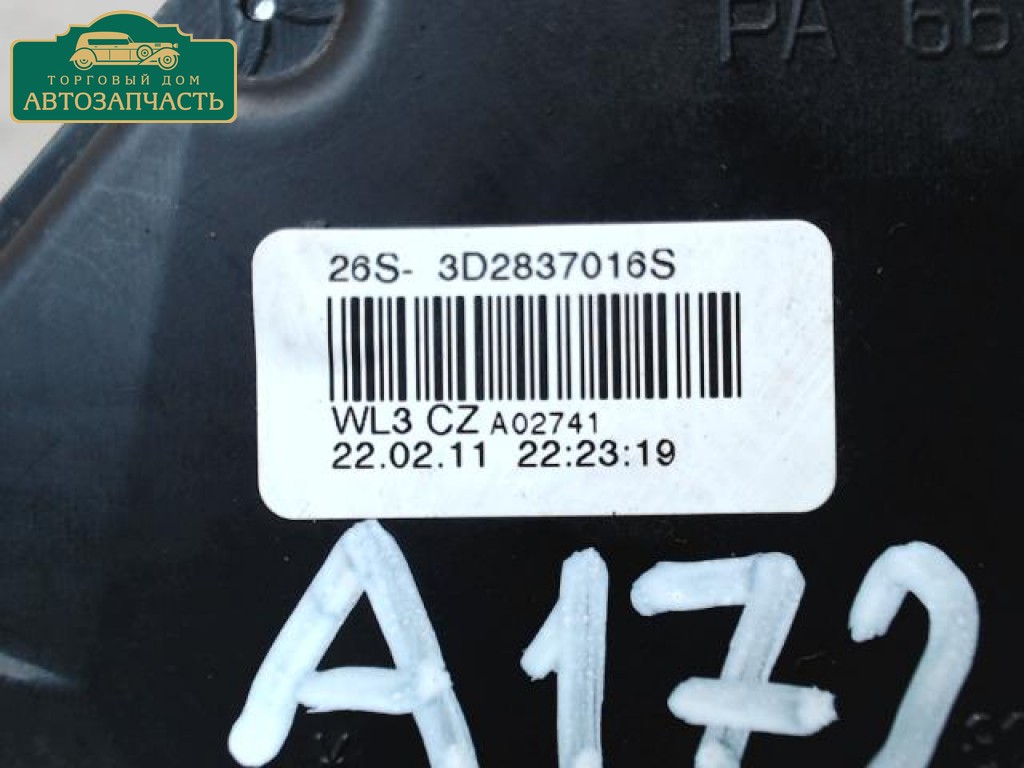 ТОРГОВЫЙ ДОМ
АВТОЗАПЧАСТЬ
PA 66
26S- 3D2837016S
WL3 CZ A02741
22.02.11 22:23:19
A172